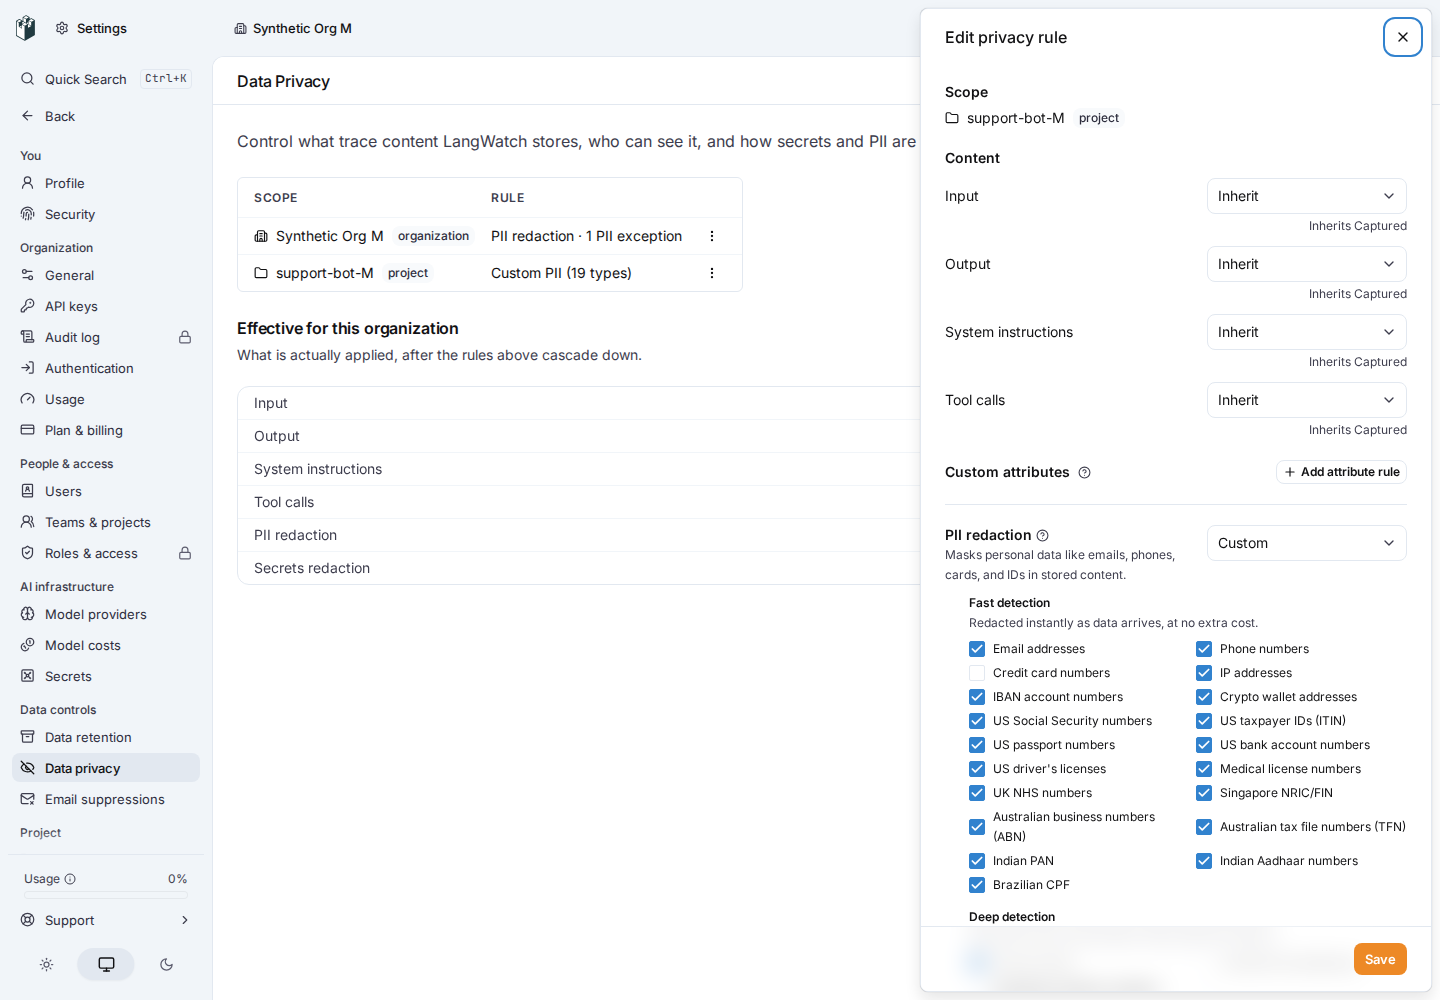 Settings
Synthetic Org M
Quick Search Ctrl+K
Back
You
Profile
Security
Organization
General
API keys
Audit log
Authentication
Usage
Plan & billing
People & access
Users
Teams & projects
Roles & access
AI infrastructure
Model providers
Model costs
Secrets
Data controls
Data retention
Data privacy
Email suppressions
Project
Usage 0%
Support
Data Privacy
Control what trace content LangWatch stores, who can see it, and how secrets and PII are
SCOPE RULE
Synthetic Org M organization PII redaction · 1 PII exception
support-bot-M project Custom PII (19 types)
Effective for this organization
What is actually applied, after the rules above cascade down.
Input
Output
System instructions
Tool calls
PII redaction
Secrets redaction
Edit privacy rule
Scope
support-bot-M project
Content
Input Inherit
Inherits Captured
Output Inherit
Inherits Captured
System instructions Inherit
Inherits Captured
Tool calls Inherit
Inherits Captured
Custom attributes Add attribute rule
PII redaction Custom
Masks personal data like emails, phones,
cards, and IDs in stored content.
Fast detection
Redacted instantly as data arrives, at no extra cost.
Email addresses Phone numbers
Credit card numbers IP addresses
IBAN account numbers Crypto wallet addresses
US Social Security numbers US taxpayer IDs (ITIN)
US passport numbers US bank account numbers
US driver's licenses Medical license numbers
UK NHS numbers Singapore NRIC/FIN
Australian business numbers
(ABN) Australian tax file numbers (TFN)
Indian PAN Indian Aadhaar numbers
Brazilian CPF
Deep detection
Save